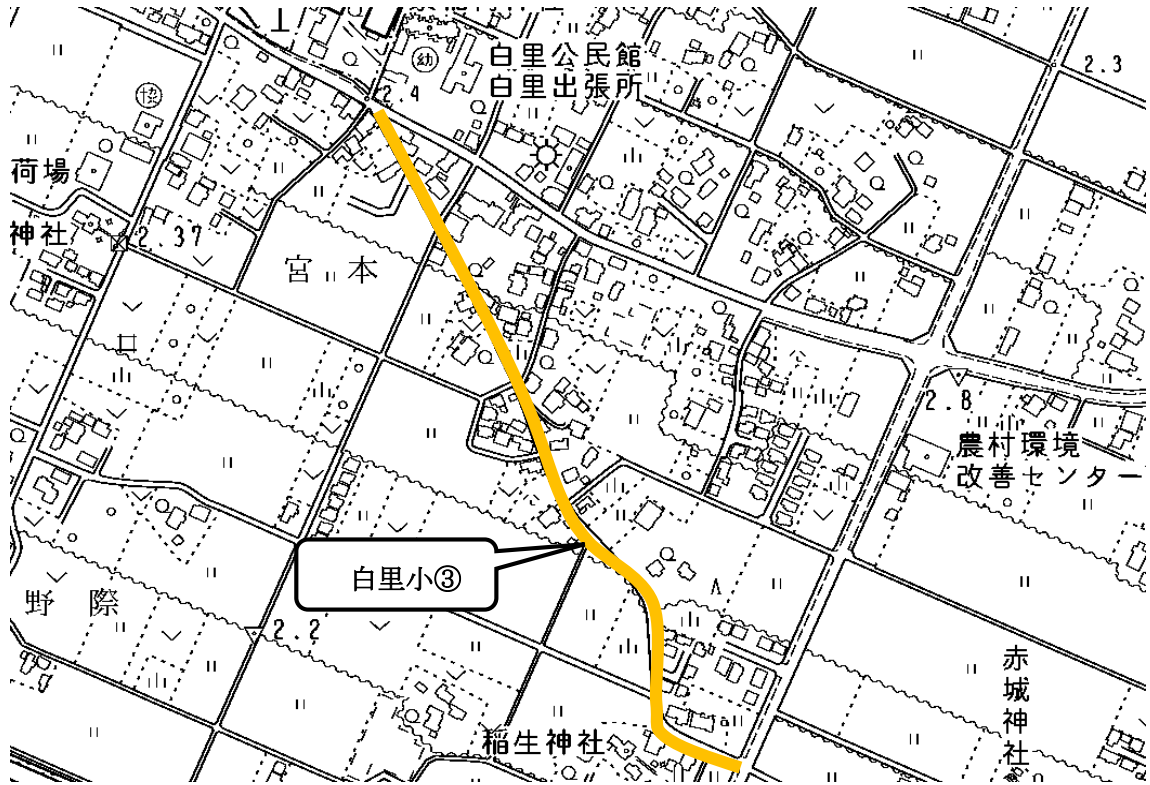 白里公民館
白里出張所
幼
2.4
2.3
協
荷場
神社
2.37
宮本
2.8
農村環境
改善センター
白里小③
野際
2.2
赤城神社
稲生神社